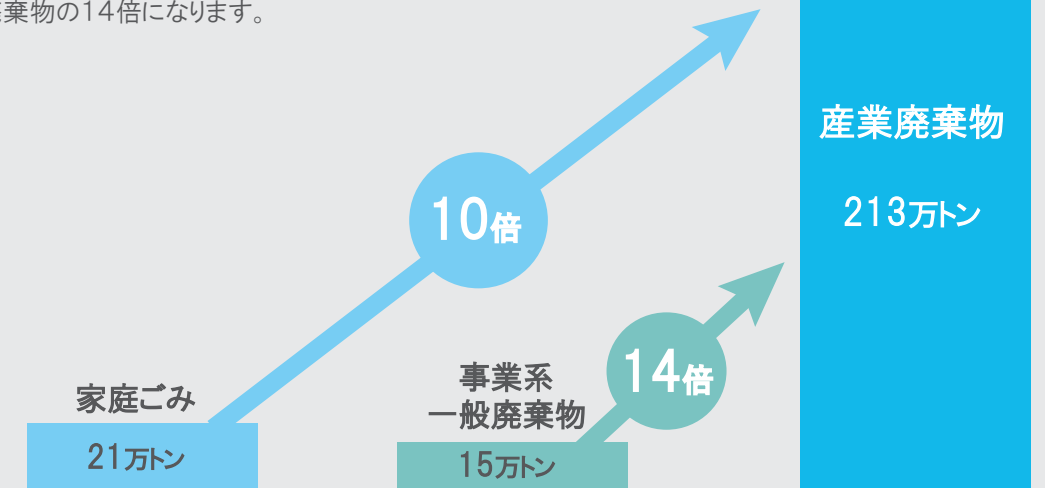 棄物の14倍になります。
産業廃棄物
213万トン
10倍
14倍
家庭ごみ
21万トン
事業系
一般廃棄物
15万トン